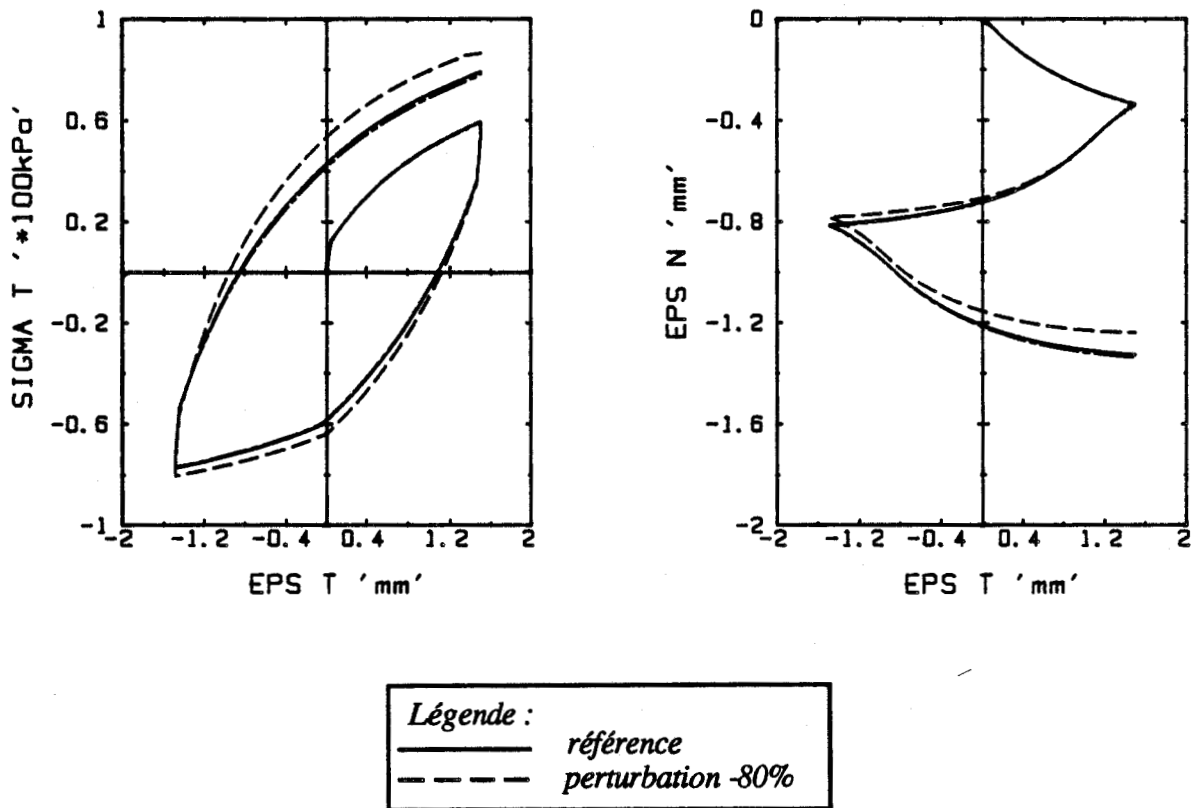 1
0.6
0.2
-0.2
-0.6
-1
SIGMA T '*100kPa'
-2 -1.2 -0.4 0.4 1.2 2
EPS T 'mm'
0
-0.4
-0.8
-1.2
-1.6
-2
EPS N 'mm'
-2 -1.2 -0.4 0.4 1.2 2
EPS T 'mm'
Légende :
référence
perturbation -80%